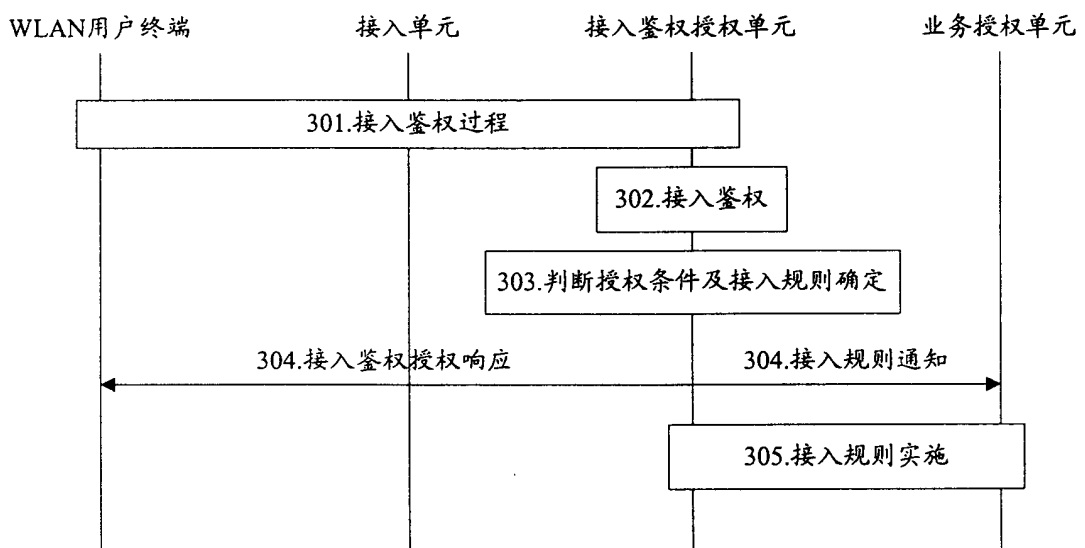 WLAN用户终端
接入单元
接入鉴权授权单元
业务授权单元
301.接入鉴权过程
302.接入鉴权
303.判断授权条件及接入规则确定
304.接入鉴权授权响应
304.接入规则通知
305.接入规则实施